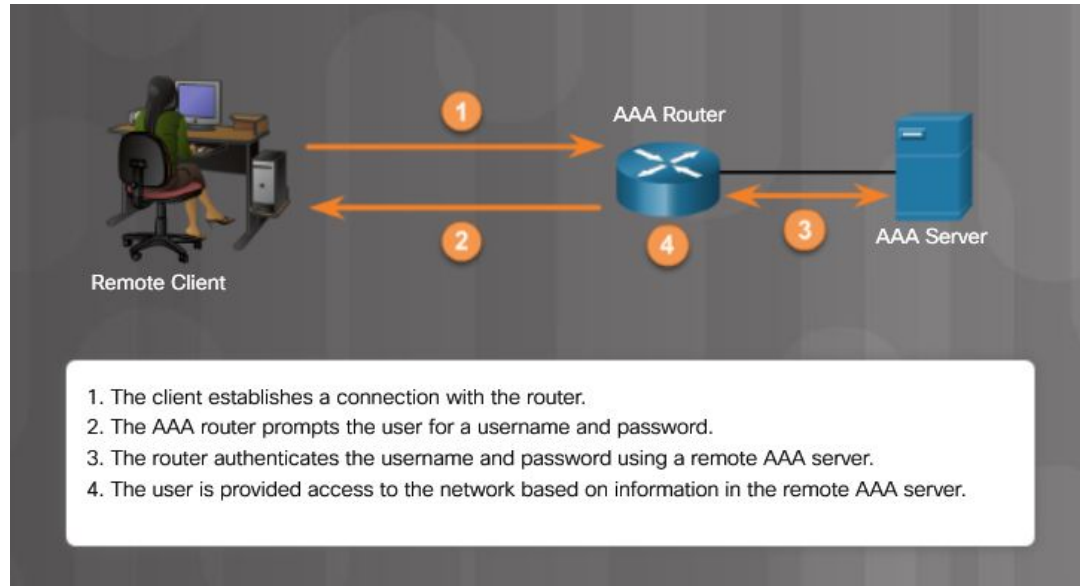 1
AAA Router
2
3
4
AAA Server
Remote Client
1. The client establishes a connection with the router.
2. The AAA router prompts the user for a username and password.
3. The router authenticates the username and password using a remote AAA server.
4. The user is provided access to the network based on information in the remote AAA server.